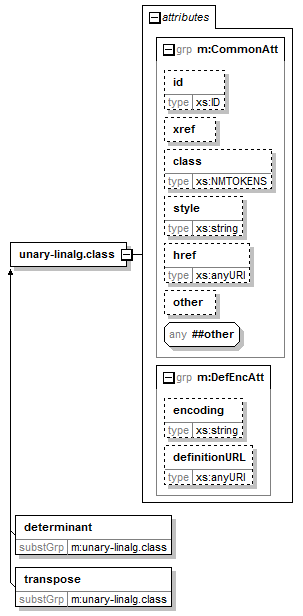 attributes
grp m:CommonAtt
id
type xs:ID
xref
class
type xs:NMTOKENS
style
type xs:string
href
type xs:anyURI
other
any ##other
unary-linalg.class
grp m:DefEncAtt
encoding
type xs:string
definitionURL
type xs:anyURI
determinant
substGrp m:unary-linalg.class
transpose
substGrp m:unary-linalg.class